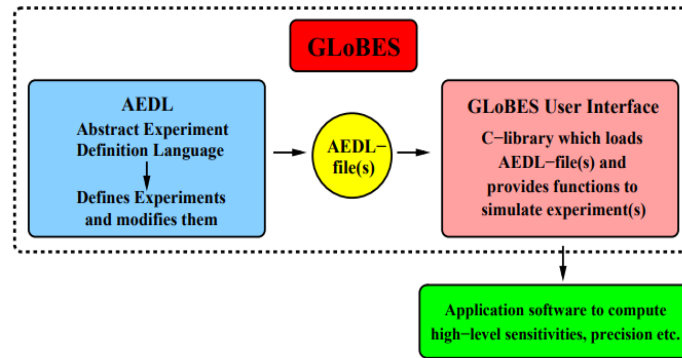 GLoBES
AEDL
Abstract Experiment
Definition Language
Defines Experiments
and modifies them
AEDL−
file(s)
GLoBES User Interface
C−library which loads
AEDL−file(s) and
provides functions to
simulate experiment(s)
Application software to compute
high−level sensitivities, precision etc.